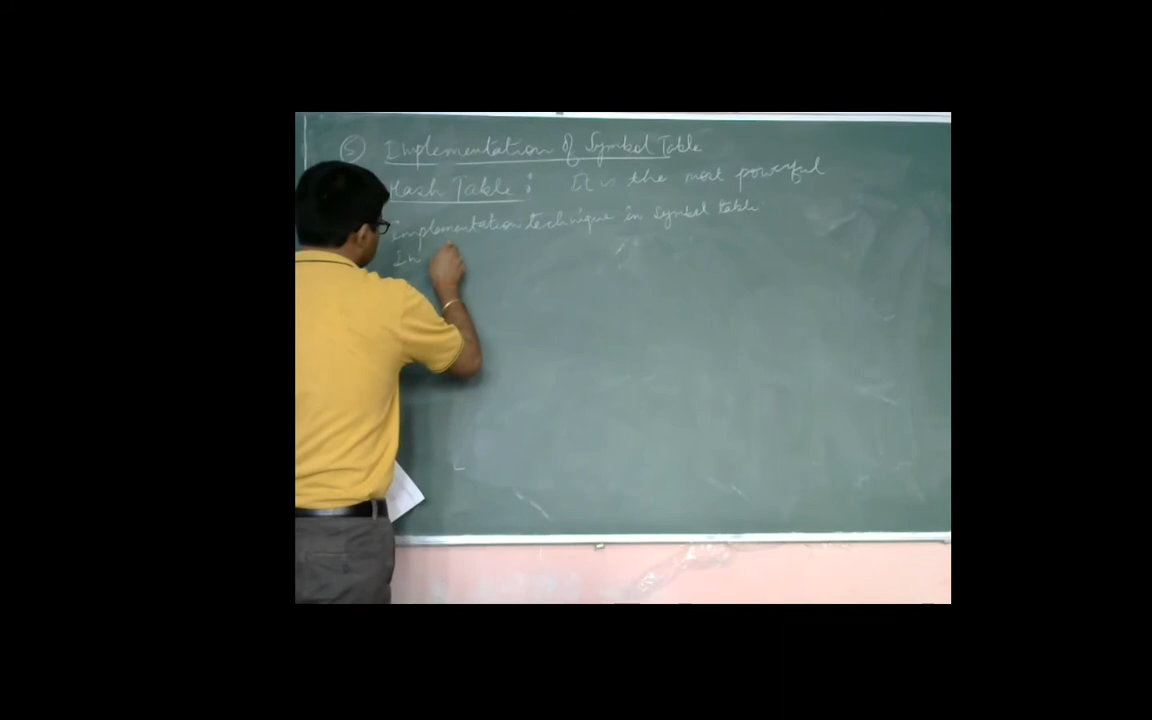 5 Implementation of Symbol Table
Hash Table : It is the most powerful
implementation technique in symbol table.
In